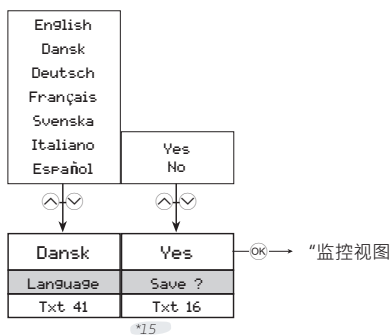 English
Dansk
Deutsch
Français
Svenska
Italiano
Español
Yes
No
Dansk
Yes
OK
“监控视图
Language
Save ?
Txt 41
Txt 16
*15